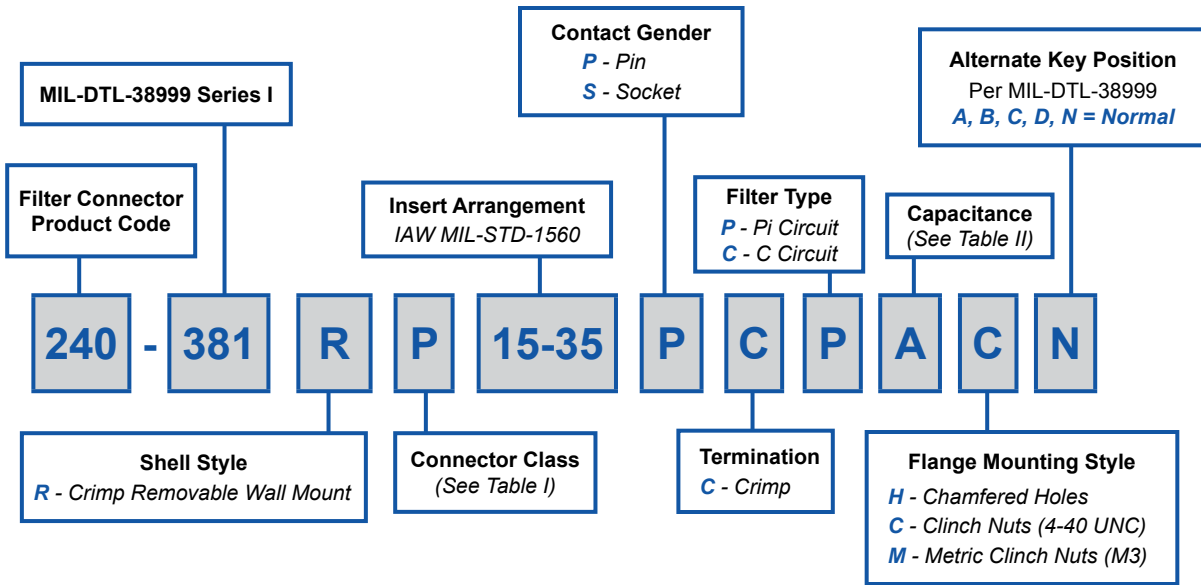 Contact Gender
P - Pin
S - Socket
Alternate Key Position
Per MIL-DTL-38999
A, B, C, D, N = Normal
MIL-DTL-38999 Series I
Filter Connector
Product Code
Insert Arrangement
IAW MIL-STD-1560
Filter Type
P - Pi Circuit
C - C Circuit
Capacitance
(See Table II)
240 - 381 R P 15-35 P C P A C N
Shell Style
R - Crimp Removable Wall Mount
Connector Class
(See Table I)
Termination
C - Crimp
Flange Mounting Style
H - Chamfered Holes
C - Clinch Nuts (4-40 UNC)
M - Metric Clinch Nuts (M3)